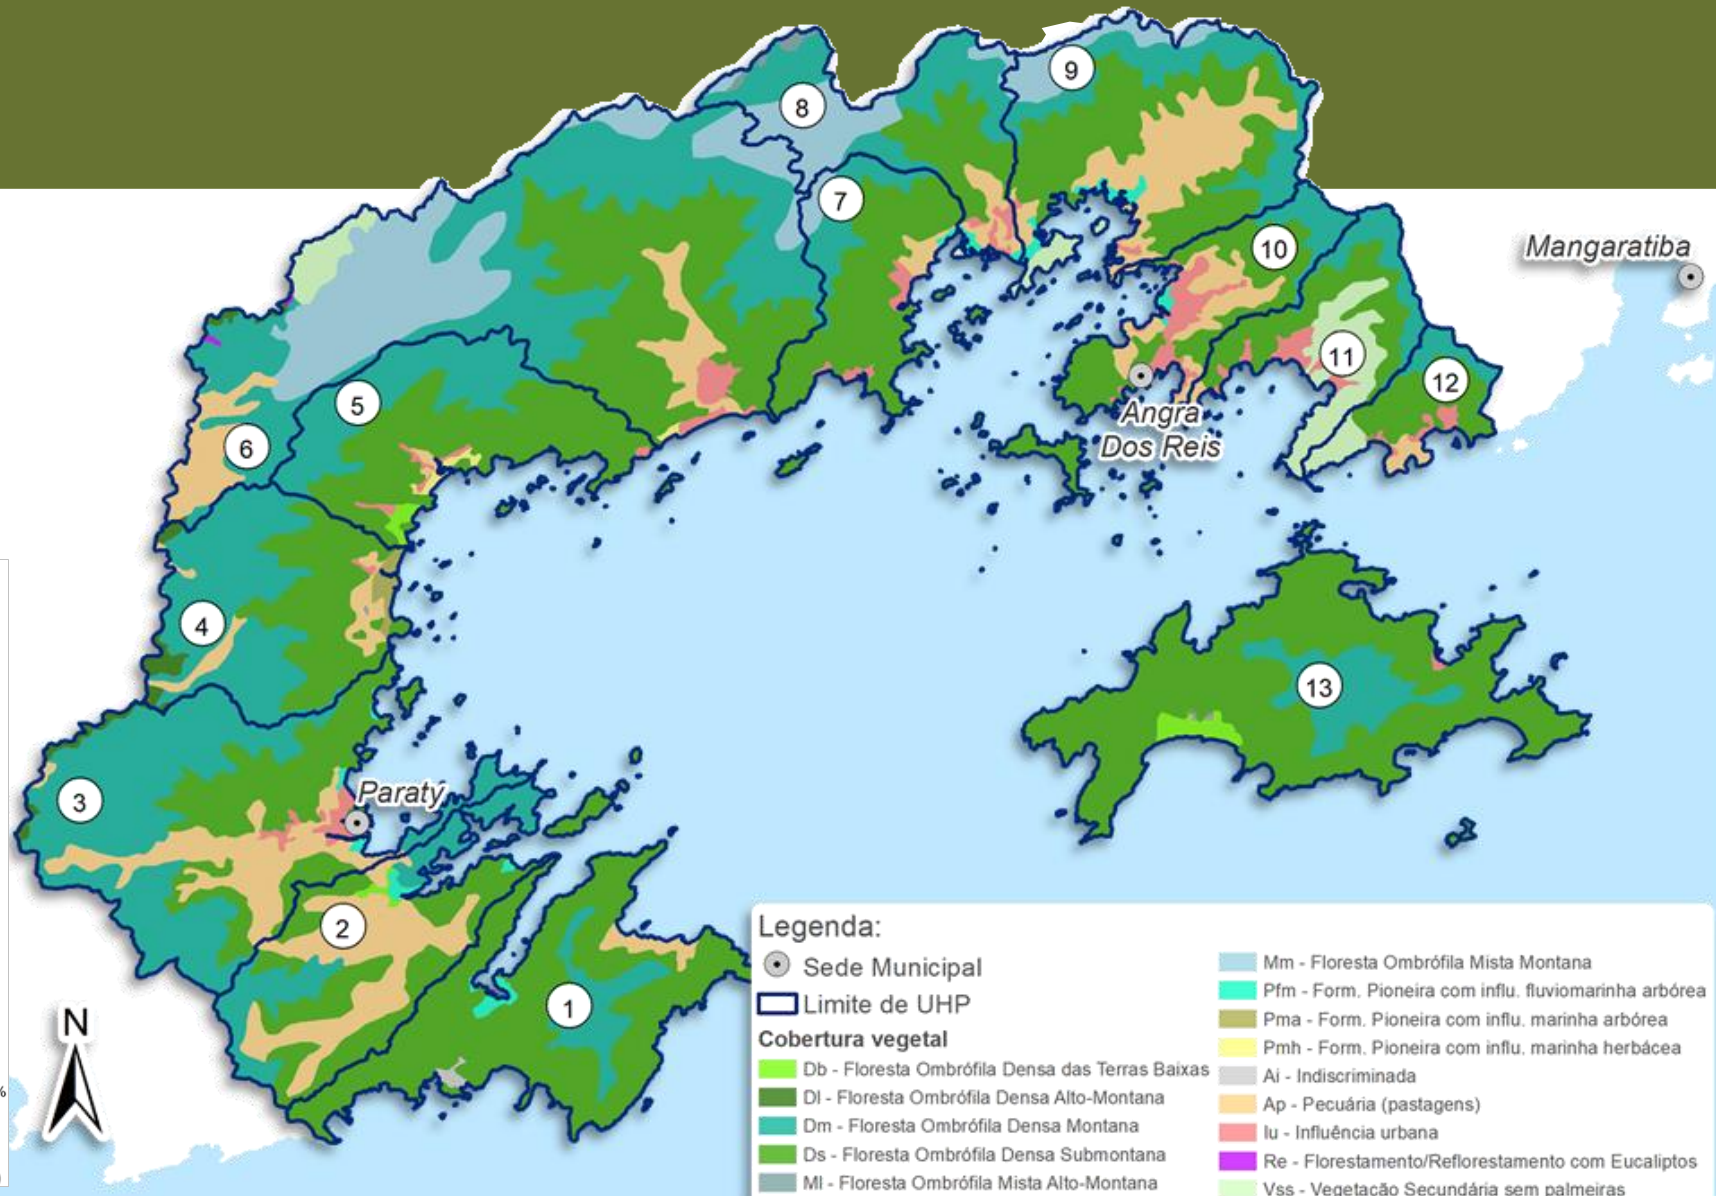 9
8
7
10
Mangaratiba
11
12
5
Angra
Dos Reis
6
4
13
3
Paraty
2
1
N
%
Legenda:
Sede Municipal
Limite de UHP
Cobertura vegetal
Db - Floresta Ombrófila Densa das Terras Baixas
Dl - Floresta Ombrófila Densa Alto-Montana
Dm - Floresta Ombrófila Densa Montana
Ds - Floresta Ombrófila Densa Submontana
Ml - Floresta Ombrófila Mista Alto-Montana
Mm - Floresta Ombrófila Mista Montana
Pfm - Form. Pioneira com influ. fluviomarinha arbórea
Pma - Form. Pioneira com influ. marinha arbórea
Pmh - Form. Pioneira com influ. marinha herbácea
Ai - Indiscriminada
Ap - Pecuária (pastagens)
Iu - Influência urbana
Re - Florestamento/Reflorestamento com Eucaliptos
Vss - Vegetação Secundária sem palmeiras